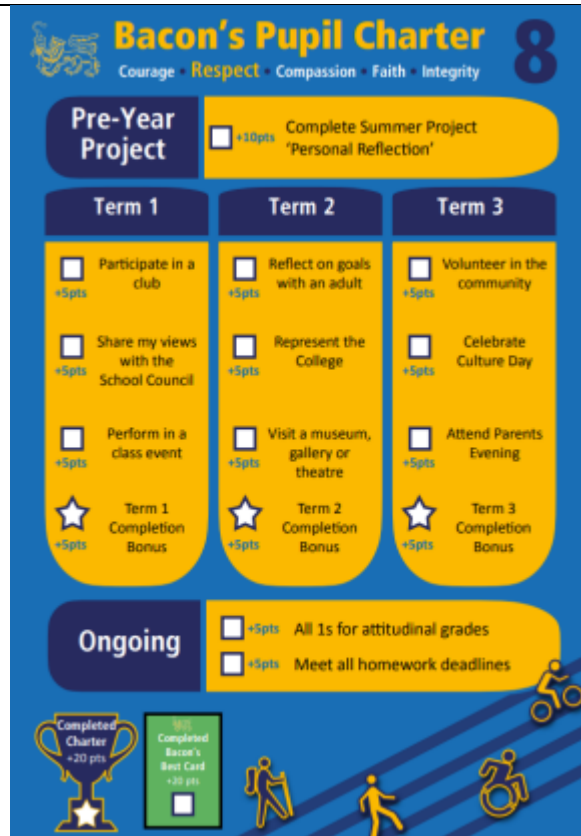 Bacon's Pupil Charter
8
Courage • Respect • Compassion • Faith • Integrity
Pre-Year
Project
+10pts
Complete Summer Project
'Personal Reflection'
Term 1
Participate in a
club
+5pts
Share my views
with the
School Council
+5pts
Perform in a
class event
+5pts
Term 1
Completion
Bonus
+5pts
Term 2
Reflect on goals
with an adult
+5pts
Represent the
College
+5pts
Visit a museum,
gallery or
theatre
+5pts
Term 2
Completion
Bonus
+5pts
Term 3
Volunteer in the
community
+5pts
Celebrate
Culture Day
+5pts
Attend Parents
Evening
+5pts
Term 3
Completion
Bonus
+5pts
Ongoing
+5pts All 1s for attitudinal grades
+5pts Meet all homework deadlines
Completed
Charter
+20 pts
Completed
Bacon's
Best Card
+20 pts